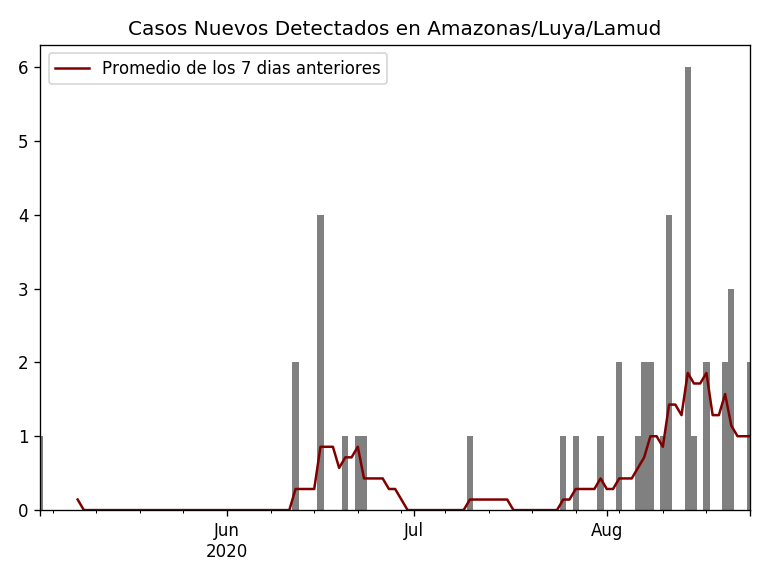 Casos Nuevos Detectados en Amazonas/Luya/Lamud
Promedio de los 7 dias anteriores
6
5
4
3
2
1
0
Jun
2020
Jul
Aug